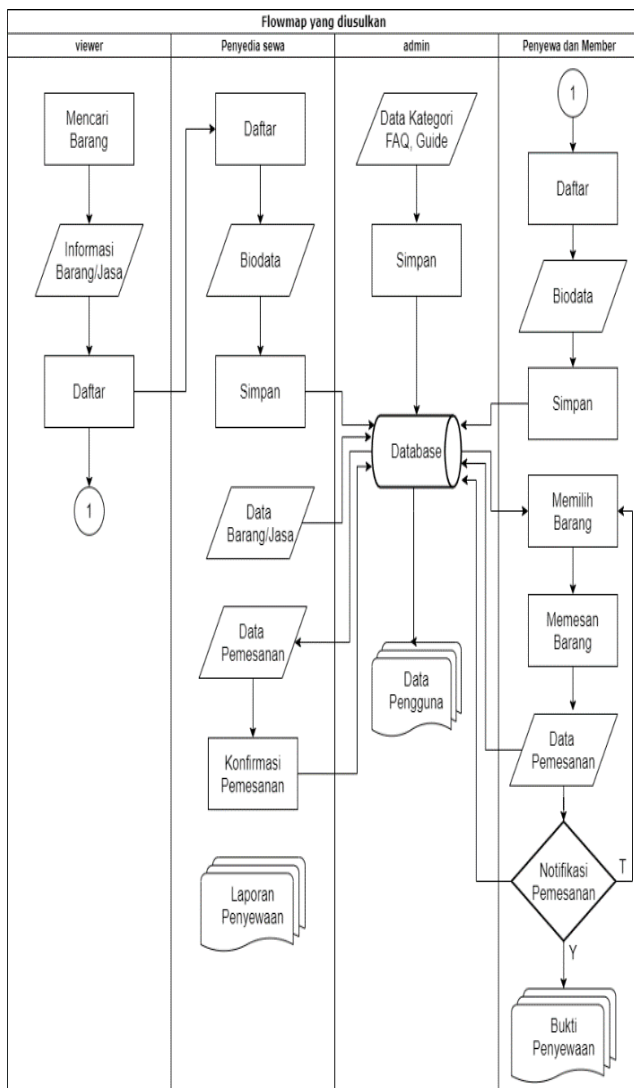 Flowmap yang diusulkan
viewer
Penyedia sewa
admin
Penyewa dan Member
Mencari
Barang
Informasi
Barang/Jasa
Daftar
1
Daftar
Biodata
Simpan
Data
Barang/Jasa
Data
Pemesanan
Konfirmasi
Pemesanan
Laporan
Penyewaan
Data Kategori
FAQ, Guide
Simpan
Database
Data
Pengguna
1
Daftar
Biodata
Simpan
Memilih
Barang
Memesan
Barang
Data
Pemesanan
Notifikasi
Pemesanan
T
Y
Bukti
Penyewaan